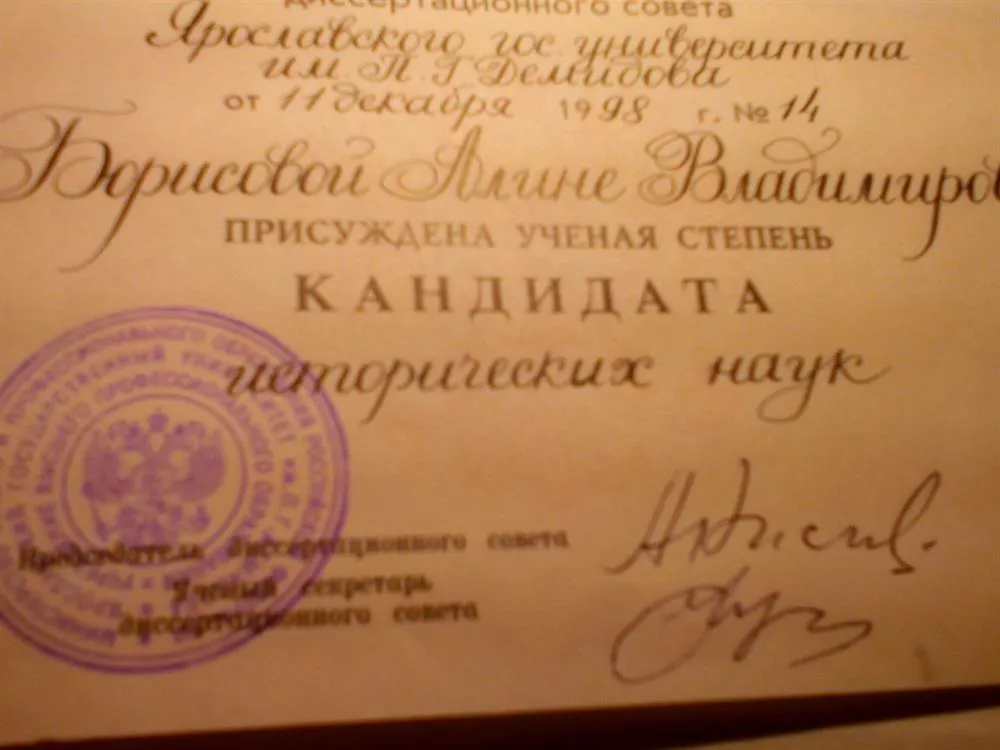 диссертационного совета
Ярославского гос. университета
им. П. Г. Демидова
от 11 декабря 1998 г. № 14
Борисовой Алине Владимиров
ПРИСУЖДЕНА УЧЕНАЯ СТЕПЕНЬ
КАНДИДАТА
исторических наук
Председатель диссертационного совета
Ученый секретарь
диссертационного совета